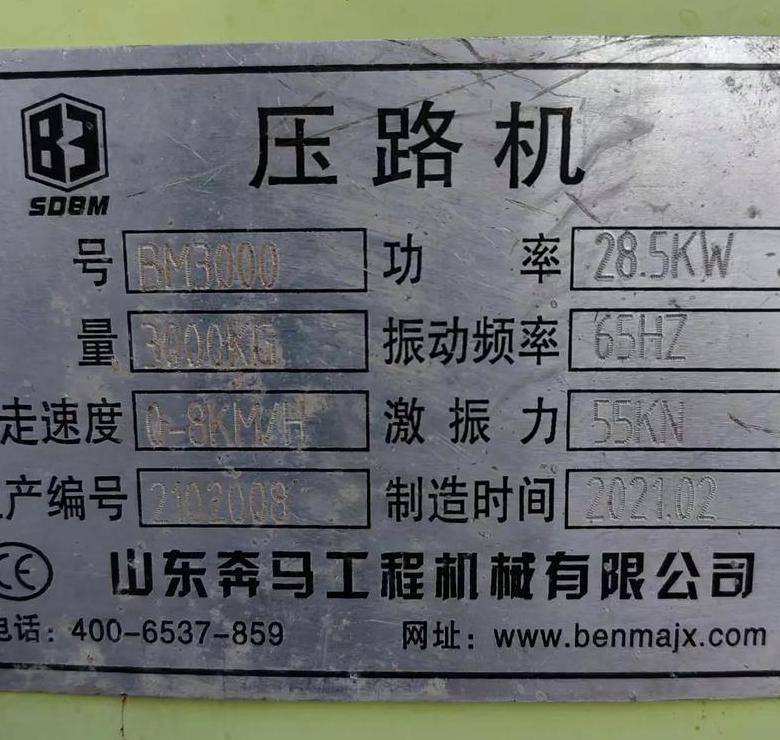 压路机
SDBM
号 BM3000 功率 28.5KW
量 3000KG 振动频率 65HZ
走速度 0-8KM/H 激振力 55KN
产编号 2102008 制造时间 2021.02
CE 山东奔马工程机械有限公司
电话：400-6537-859 网址：www.benmajx.com